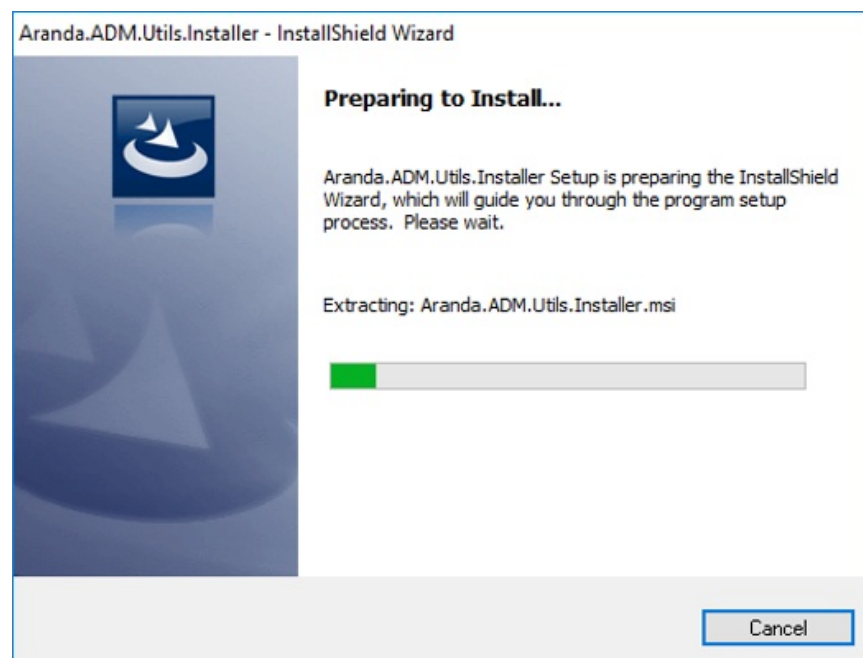 Aranda.ADM.Utils.Installer - InstallShield Wizard
Preparing to Install...
Aranda.ADM.Utils.Installer Setup is preparing the InstallShield
Wizard, which will guide you through the program setup
process. Please wait.
Extracting: Aranda.ADM.Utils.Installer.msi
Cancel